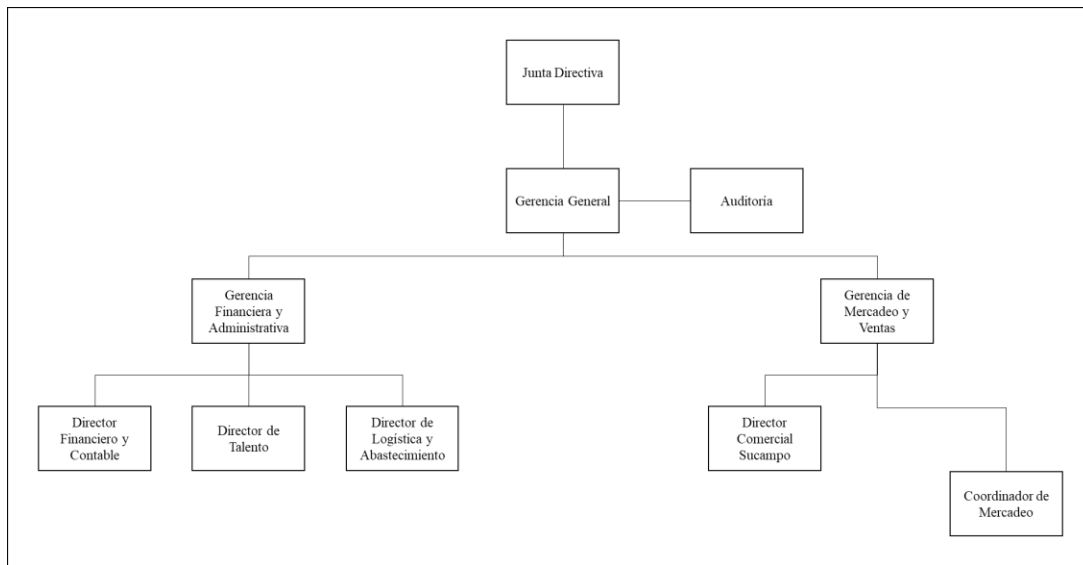 Junta Directiva
Gerencia General
Auditoría
Gerencia
Financiera y
Administrativa
Gerencia de
Mercadeo y
Ventas
Director
Financiero y
Contable
Director de
Talento
Director de
Logística y
Abastecimiento
Director
Comercial
Sucampo
Coordinador de
Mercadeo